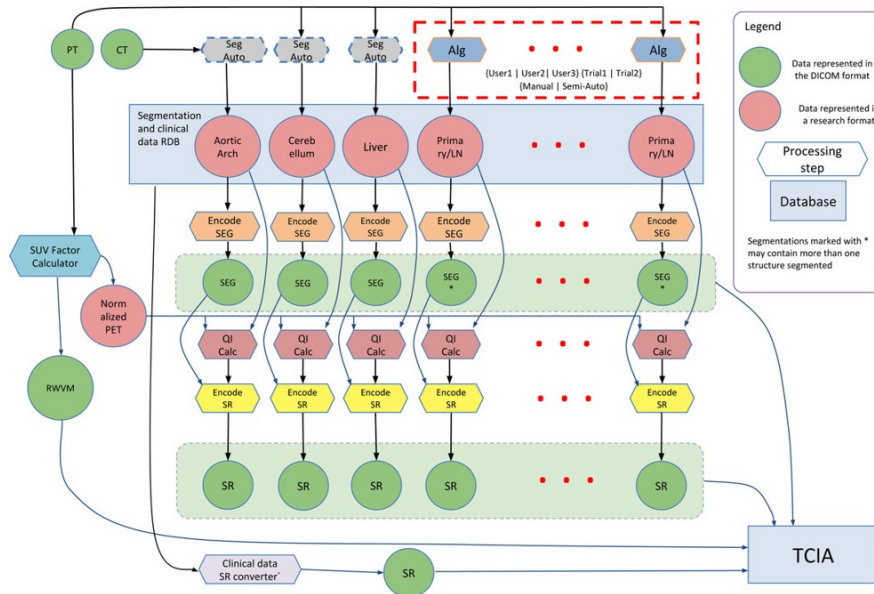 PT
CT
Seg
Auto
Seg
Auto
Seg
Auto
Alg
Alg
{User1 | User2| User3} {Trial1 | Trial2}
{Manual | Semi-Auto}
Segmentation
and clinical
data RDB
Aortic
Arch
Cereb
ellum
Liver
Prima
ry/LN
Prima
ry/LN
Encode
SEG
Encode
SEG
Encode
SEG
Encode
SEG
Encode
SEG
SUV Factor
Calculator
SEG
SEG
SEG
SEG
*
SEG
*
Norm
alized
PET
QI
Calc
QI
Calc
QI
Calc
QI
Calc
QI
Calc
RWVM
Encode
SR
Encode
SR
Encode
SR
Encode
SR
Encode
SR
SR
SR
SR
SR
SR
Clinical data
SR converter`
SR
TCIA
Legend
Data represented in
the DICOM format
Data represented i
a research format
Processing
step
Database
Segmentations marked with *
may contain more than one
structure segmented